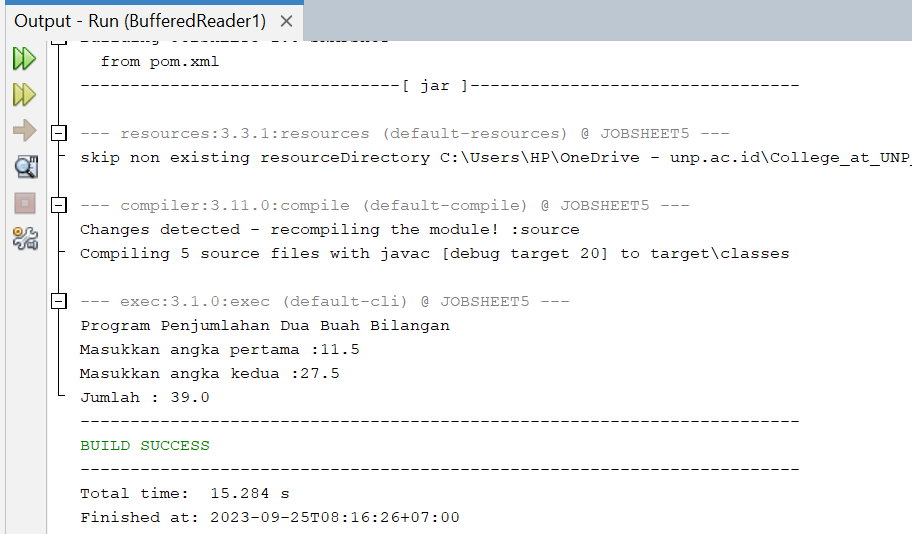 Output - Run (BufferedReader1) ×
from pom.xml
--------------------------------[ jar ]---------------------------------
--- resources:3.3.1:resources (default-resources) @ JOBSHEET5 ---
skip non existing resourceDirectory C:\Users\HP\OneDrive - unp.ac.id\College_at_UNP_
--- compiler:3.11.0:compile (default-compile) @ JOBSHEET5 ---
Changes detected - recompiling the module! :source
Compiling 5 source files with javac [debug target 20] to target\classes
--- exec:3.1.0:exec (default-cli) @ JOBSHEET5 ---
Program Penjumlahan Dua Buah Bilangan
Masukkan angka pertama :11.5
Masukkan angka kedua :27.5
Jumlah : 39.0
------------------------------------------------------------------------
BUILD SUCCESS
------------------------------------------------------------------------
Total time:  15.284 s
Finished at: 2023-09-25T08:16:26+07:00